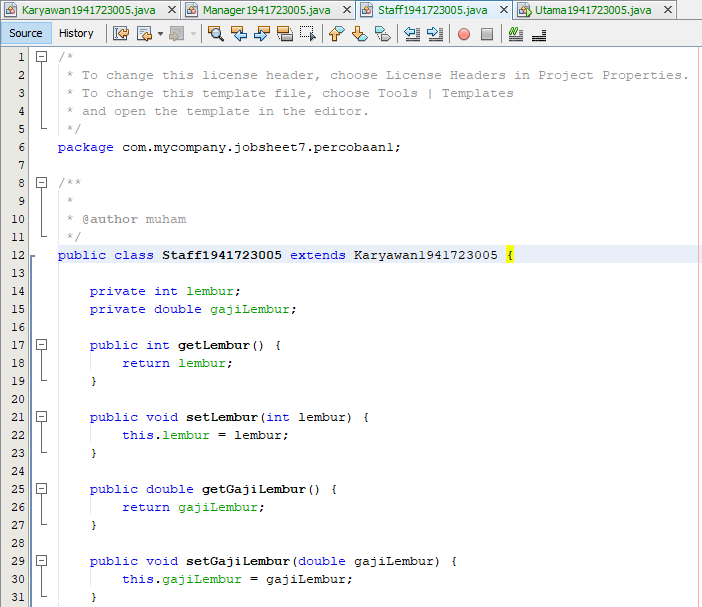 Karyawan1941723005.java Manager1941723005.java Staff1941723005.java Utama1941723005.java
Source History
1 /*
2 * To change this license header, choose License Headers in Project Properties.
3 * To change this template file, choose Tools | Templates
4 * and open the template in the editor.
5 */
6 package com.mycompany.jobsheet7.percobaan1;
7
8 /**
9 *
10 * @author muham
11 */
12 public class Staff1941723005 extends Karyawan1941723005 {
13
14 private int lembur;
15 private double gajiLembur;
16
17 public int getLembur() {
18 return lembur;
19 }
20
21 public void setLembur(int lembur) {
22 this.lembur = lembur;
23 }
24
25 public double getGajiLembur() {
26 return gajiLembur;
27 }
28
29 public void setGajiLembur(double gajiLembur) {
30 this.gajiLembur = gajiLembur;
31 }